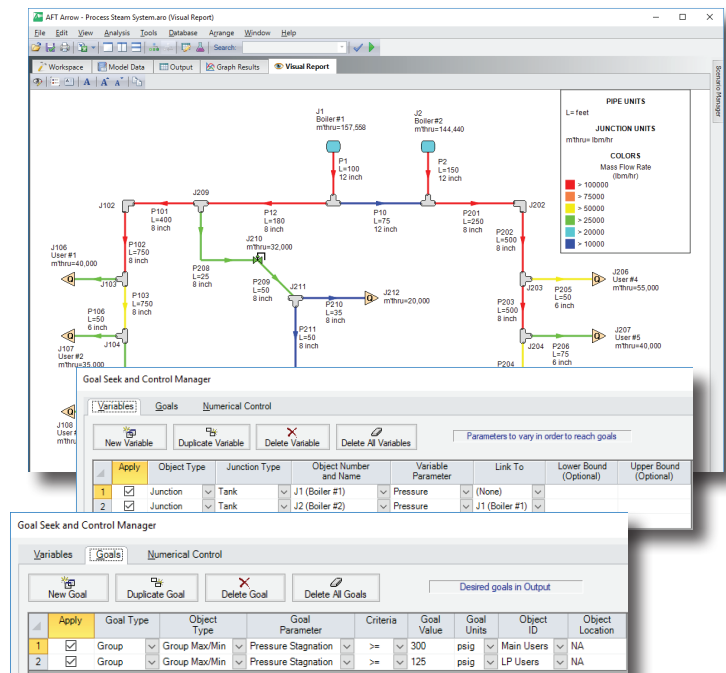 AFT Arrow - Process Steam System.aro (Visual Report)
File Edit View Analysis Tools Database Arrange Window Help
Search:
Workspace Model Data Output Graph Results Visual Report
Scenario Manager
A A A
PIPE UNITS
L= feet
JUNCTION UNITS
m'thru= lbm/hr
COLORS
Mass Flow Rate
(lbm/hr)
> 100000
> 75000
> 50000
> 25000
> 20000
> 10000
J1
Boiler#1
m'thru=157,558
J2
Boiler#2
m'thru=144,440
P1
L=100
12 inch
P2
L=150
12 inch
J102
J209
J202
P101
L=400
8 inch
P12
L=180
8 inch
P10
L=75
12 inch
P201
L=250
8 inch
J106
User #1
m'thru=40,000
P102
L=750
8 inch
J210
m'thru=32,000
P202
L=500
8 inch
P208
L=25
8 inch
P209
L=50
8 inch
J211
J212
m'thru=20,000
J206
User #4
m'thru=55,000
J103
P103
L=750
8 inch
P210
L=35
8 inch
J203
P205
L=50
6 inch
P203
L=500
8 inch
P106
L=50
6 inch
P211
L=50
8 inch
J207
User #5
m'thru=40,000
J107
User #2
m'thru=35,000
J104
J204
P206
L=75
6 inch
P204
Q
Q
Q
Q
Q
Q
J108
User
m'thru
Goal Seek and Control Manager
Variables Goals Numerical Control
New Variable Duplicate Variable Delete Variable Delete All Variables
Parameters to vary in order to reach goals
Apply Object Type Junction Type Object Number and Name Variable Parameter Link To Lower Bound (Optional) Upper Bound (Optional)
1 Junction Tank J1 (Boiler #1) Pressure (None)
2 Junction Tank J2 (Boiler #2) Pressure J1 (Boiler #1)
Goal Seek and Control Manager
Variables Goals Numerical Control
New Goal Duplicate Goal Delete Goal Delete All Goals
Desired goals in Output
Apply Goal Type Object Type Goal Parameter Criteria Goal Value Goal Units Object ID Object Location
1 Group Group Max/Min Pressure Stagnation >= 300 psig Main Users NA
2 Group Group Max/Min Pressure Stagnation >= 125 psig LP Users NA